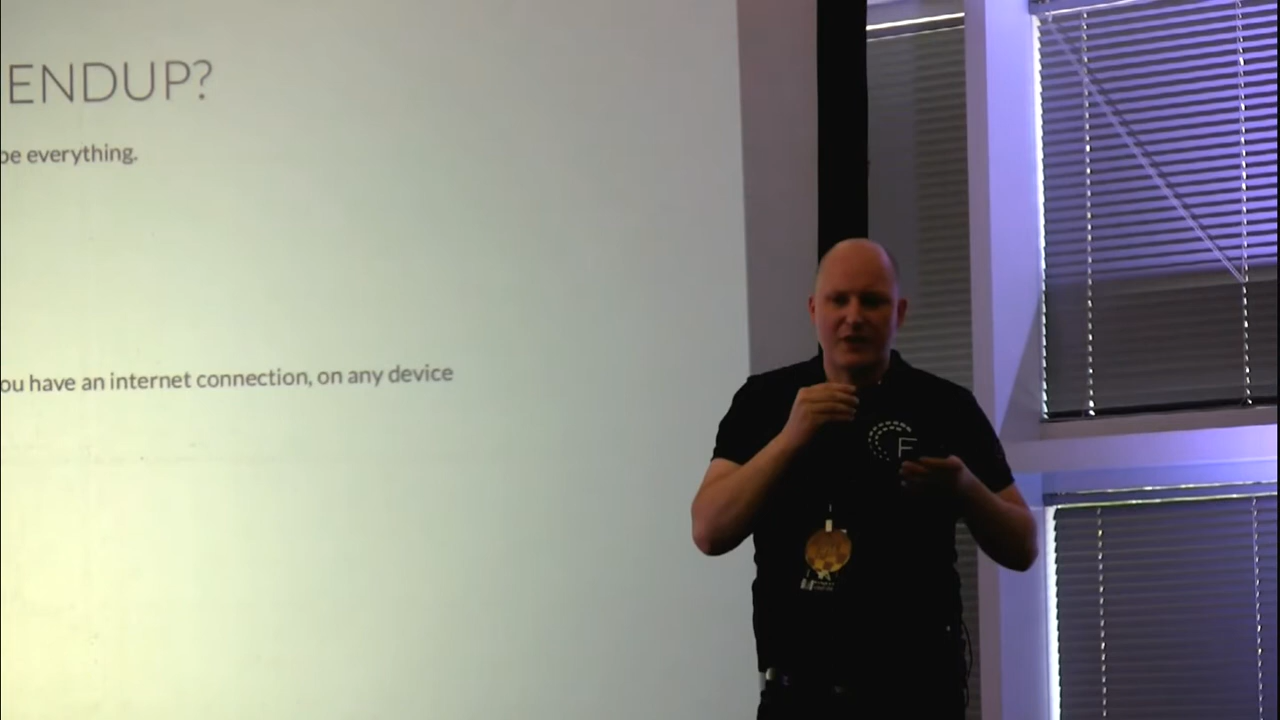 ENDUP?
be everything.
ou have an internet connection, on any device
F